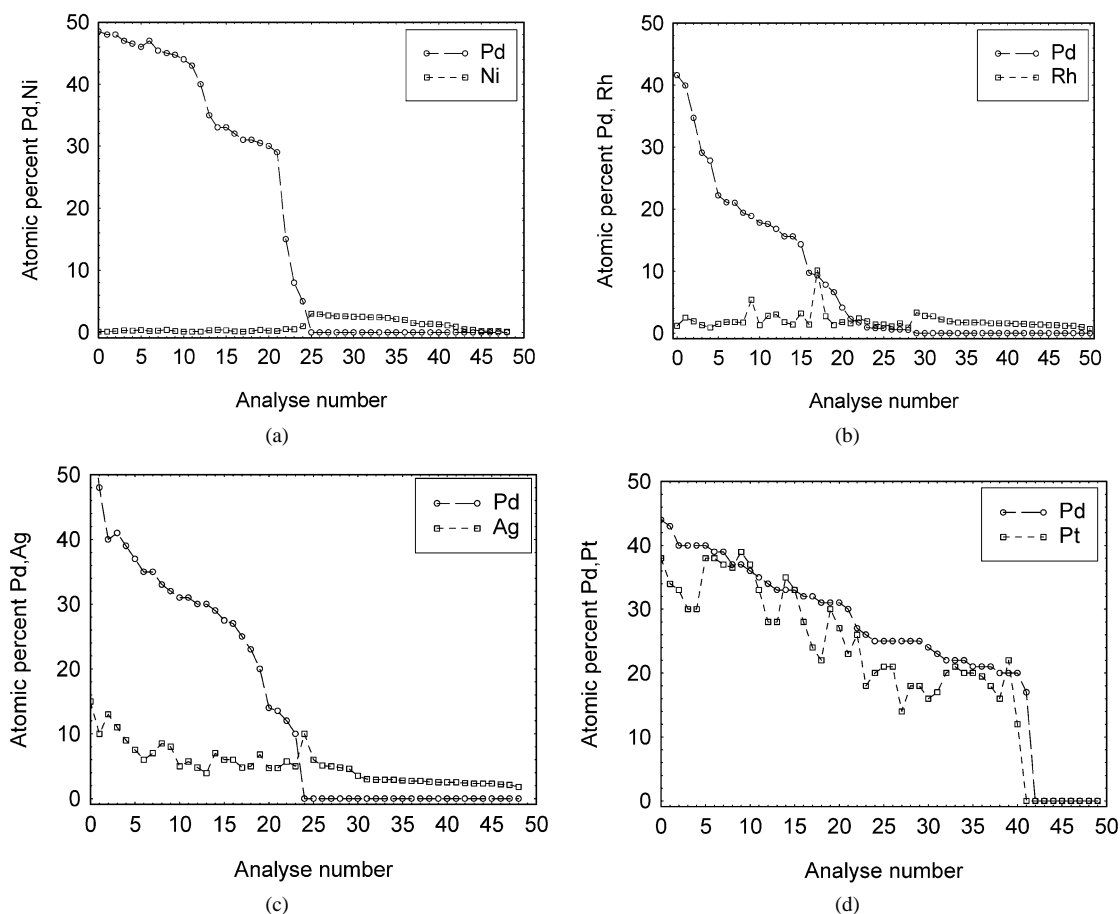 50
40
30
20
10
0
Atomic percent Pd,Ni
Pd
Ni
0 5 10 15 20 25 30 35 40 45 50
Analyse number
(a)
50
40
30
20
10
0
Atomic percent Pd, Rh
Pd
Rh
0 5 10 15 20 25 30 35 40 45 50
Analyse number
(b)
50
40
30
20
10
0
Atomic percent Pd,Ag
Pd
Ag
0 5 10 15 20 25 30 35 40 45 50
Analyse number
(c)
50
40
30
20
10
0
Atomic percent Pd,Pt
Pd
Pt
0 5 10 15 20 25 30 35 40 45 50
Analyse number
(d)